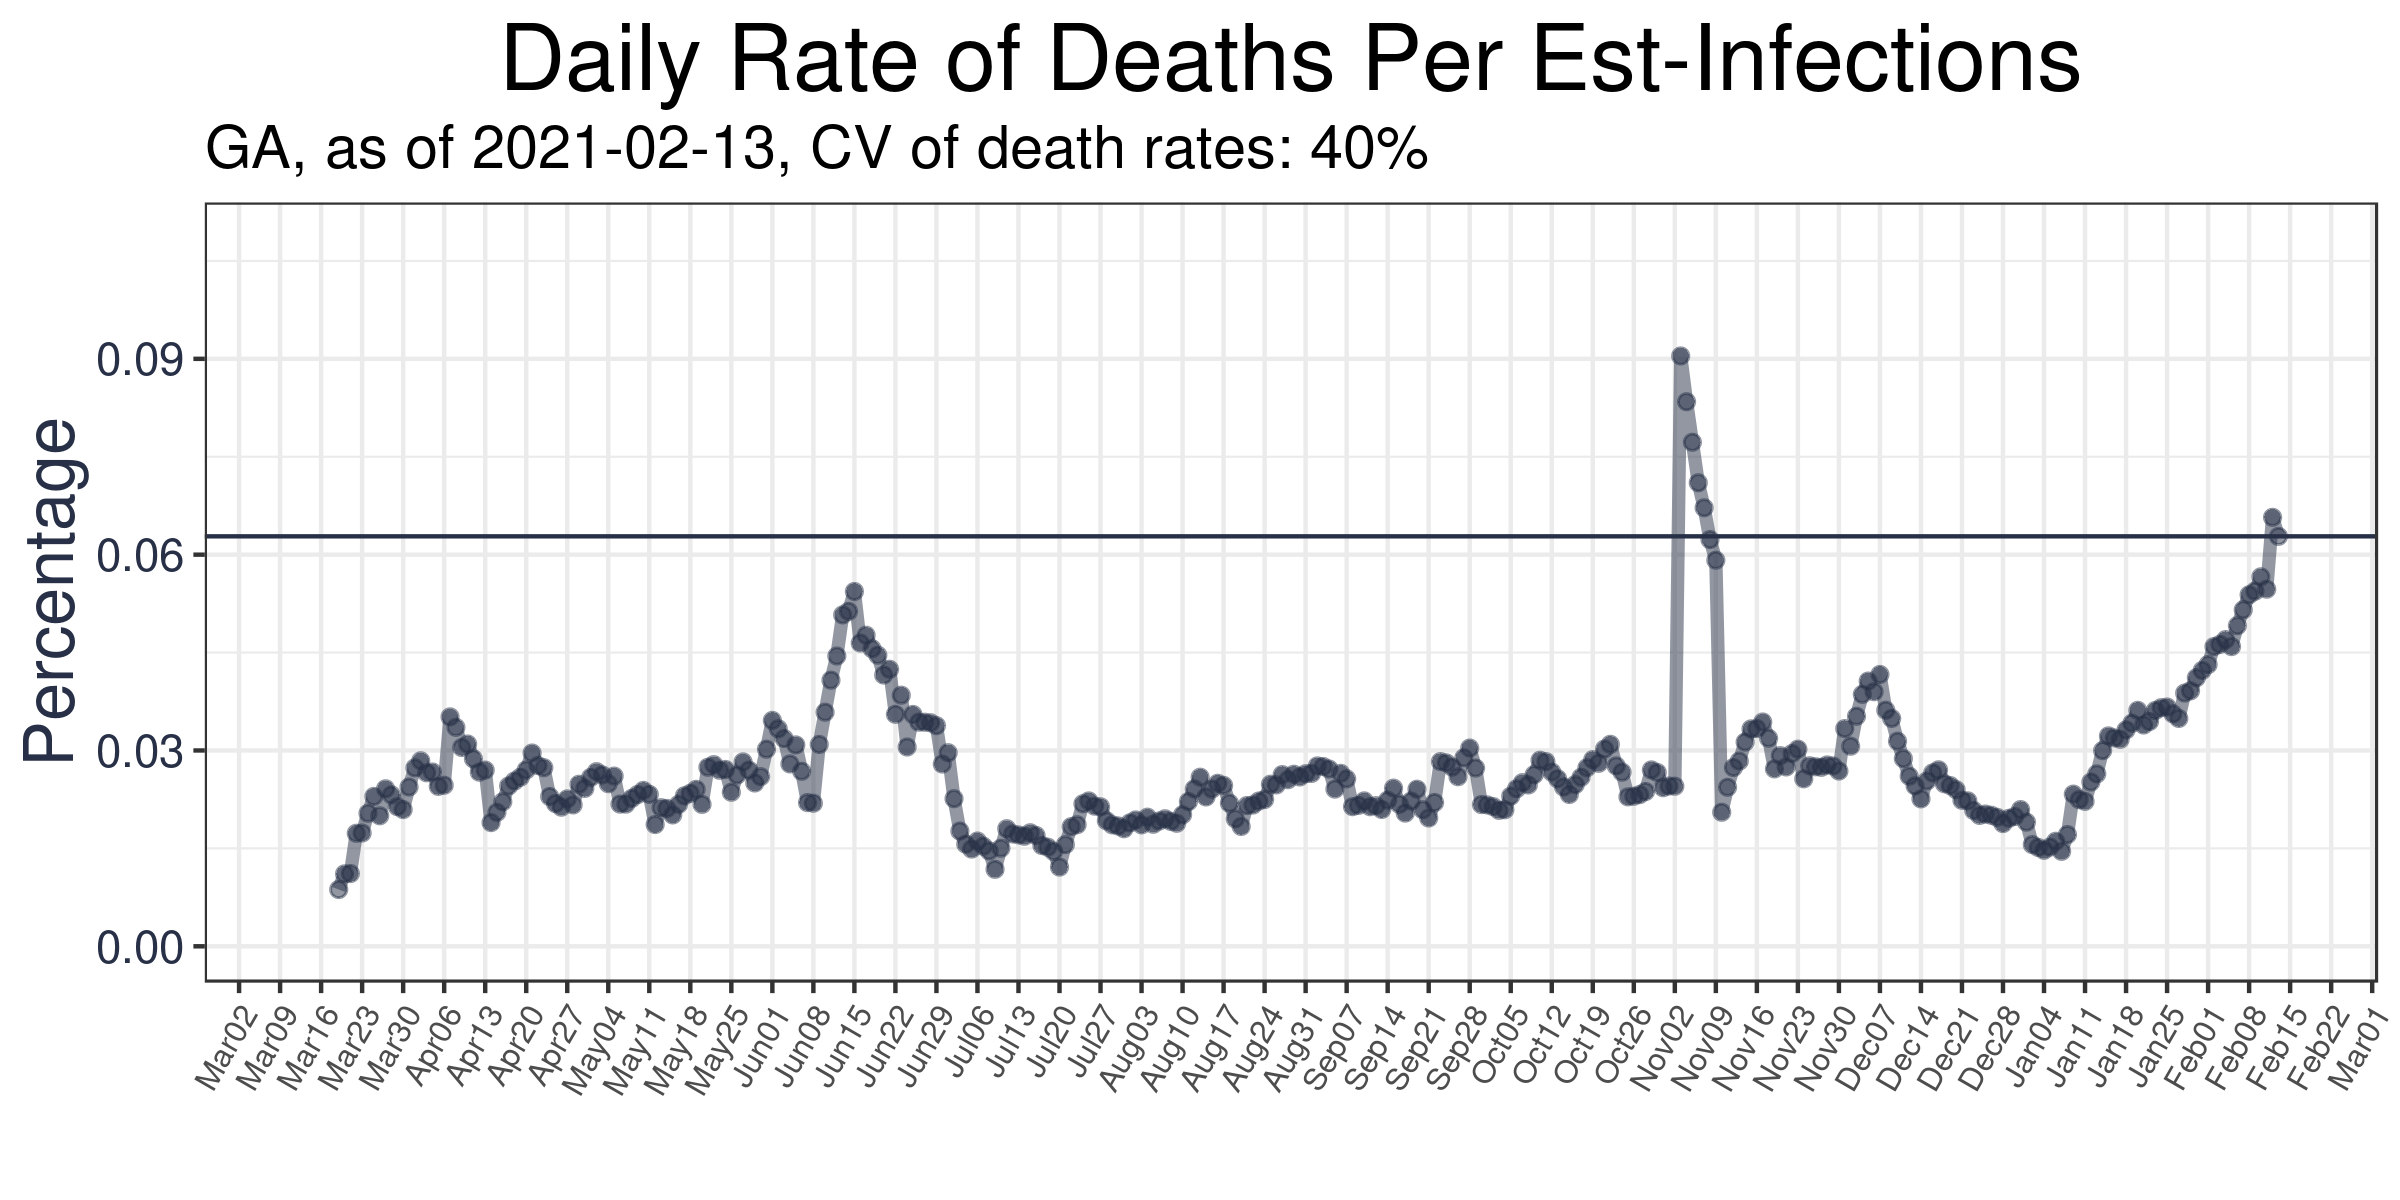 Daily Rate of Deaths Per Est-Infections
GA, as of 2021-02-13, CV of death rates: 40%
Percentage
0.09
0.06
0.03
0.00
Mar02 Mar09 Mar16 Mar23 Mar30 Apr06 Apr13 Apr20 Apr27 May04 May11 May18 May25 Jun01 Jun08 Jun15 Jun22 Jun29 Jul06 Jul13 Jul20 Jul27 Aug03 Aug10 Aug17 Aug24 Aug31 Sep07 Sep14 Sep21 Sep28 Oct05 Oct12 Oct19 Oct26 Nov02 Nov09 Nov16 Nov23 Nov30 Dec07 Dec14 Dec21 Dec28 Jan04 Jan11 Jan18 Jan25 Feb01 Feb08 Feb15 Feb22 Mar01